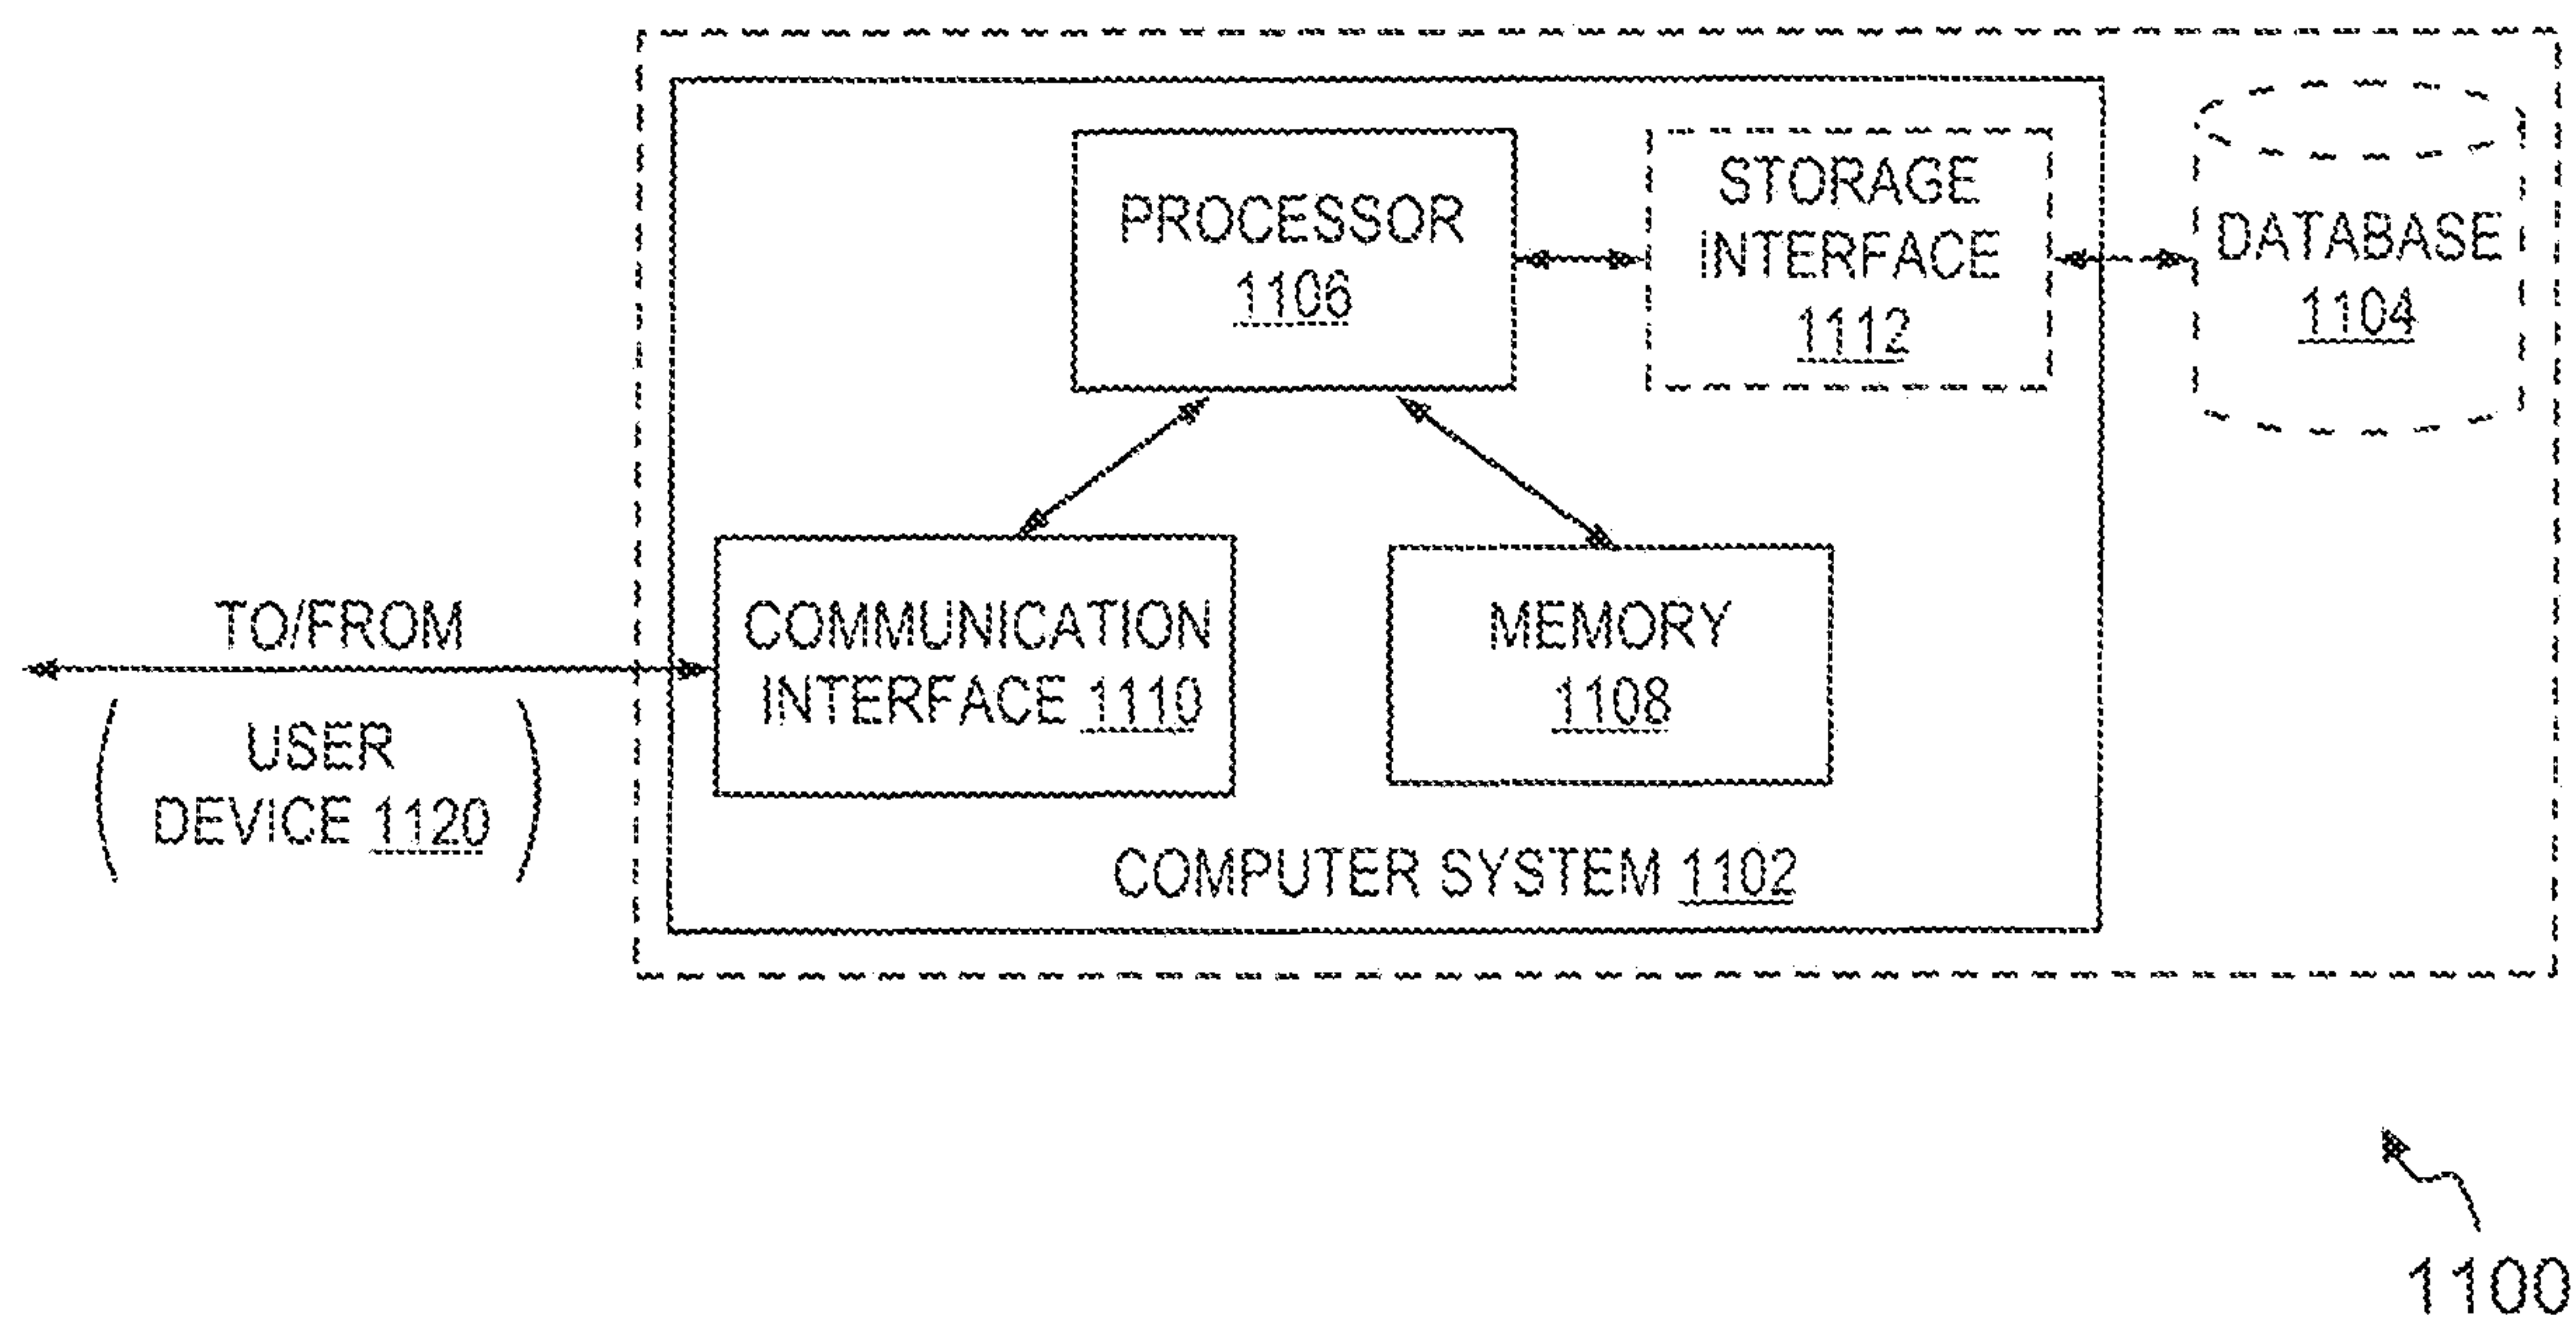 PROCESSOR
1106
STORAGE
INTERFACE
1112
DATABASE
1104
TO/FROM
USER
DEVICE 1120
COMMUNICATION
INTERFACE 1110
MEMORY
1108
COMPUTER SYSTEM 1102
1100